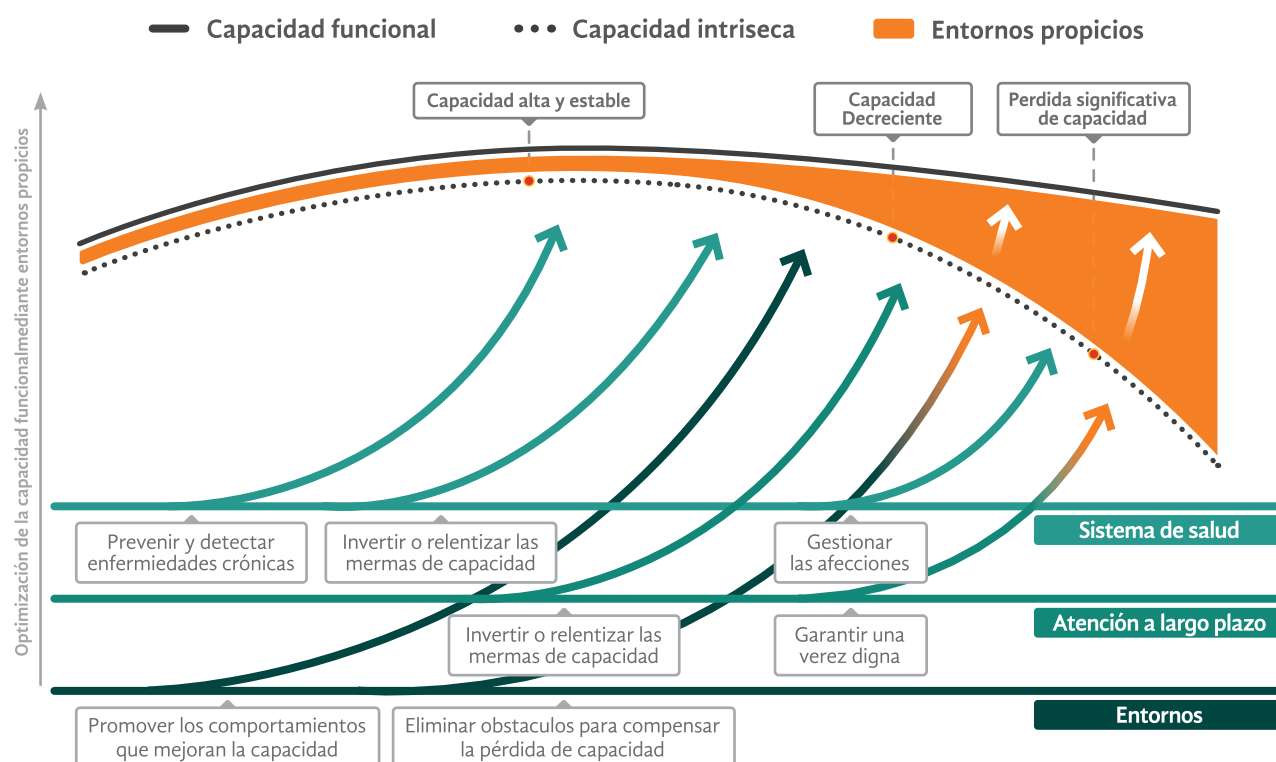 Capacidad funcional
Capacidad intriseca
Entornos propicios
Capacidad alta y estable
Capacidad
Decreciente
Perdida significativa
de capacidad
Optimización de la capacidad funcionalmediante entornos propicios
Prevenir y detectar
enfermiedades crónicas
Invertir o relentizar las
mermas de capacidad
Gestionar
las afecciones
Sistema de salud
Invertir o relentizar las
mermas de capacidad
Garantir una
verez digna
Atención a largo plazo
Promover los comportamientos
que mejoran la capacidad
Eliminar obstaculos para compensar
la pérdida de capacidad
Entornos